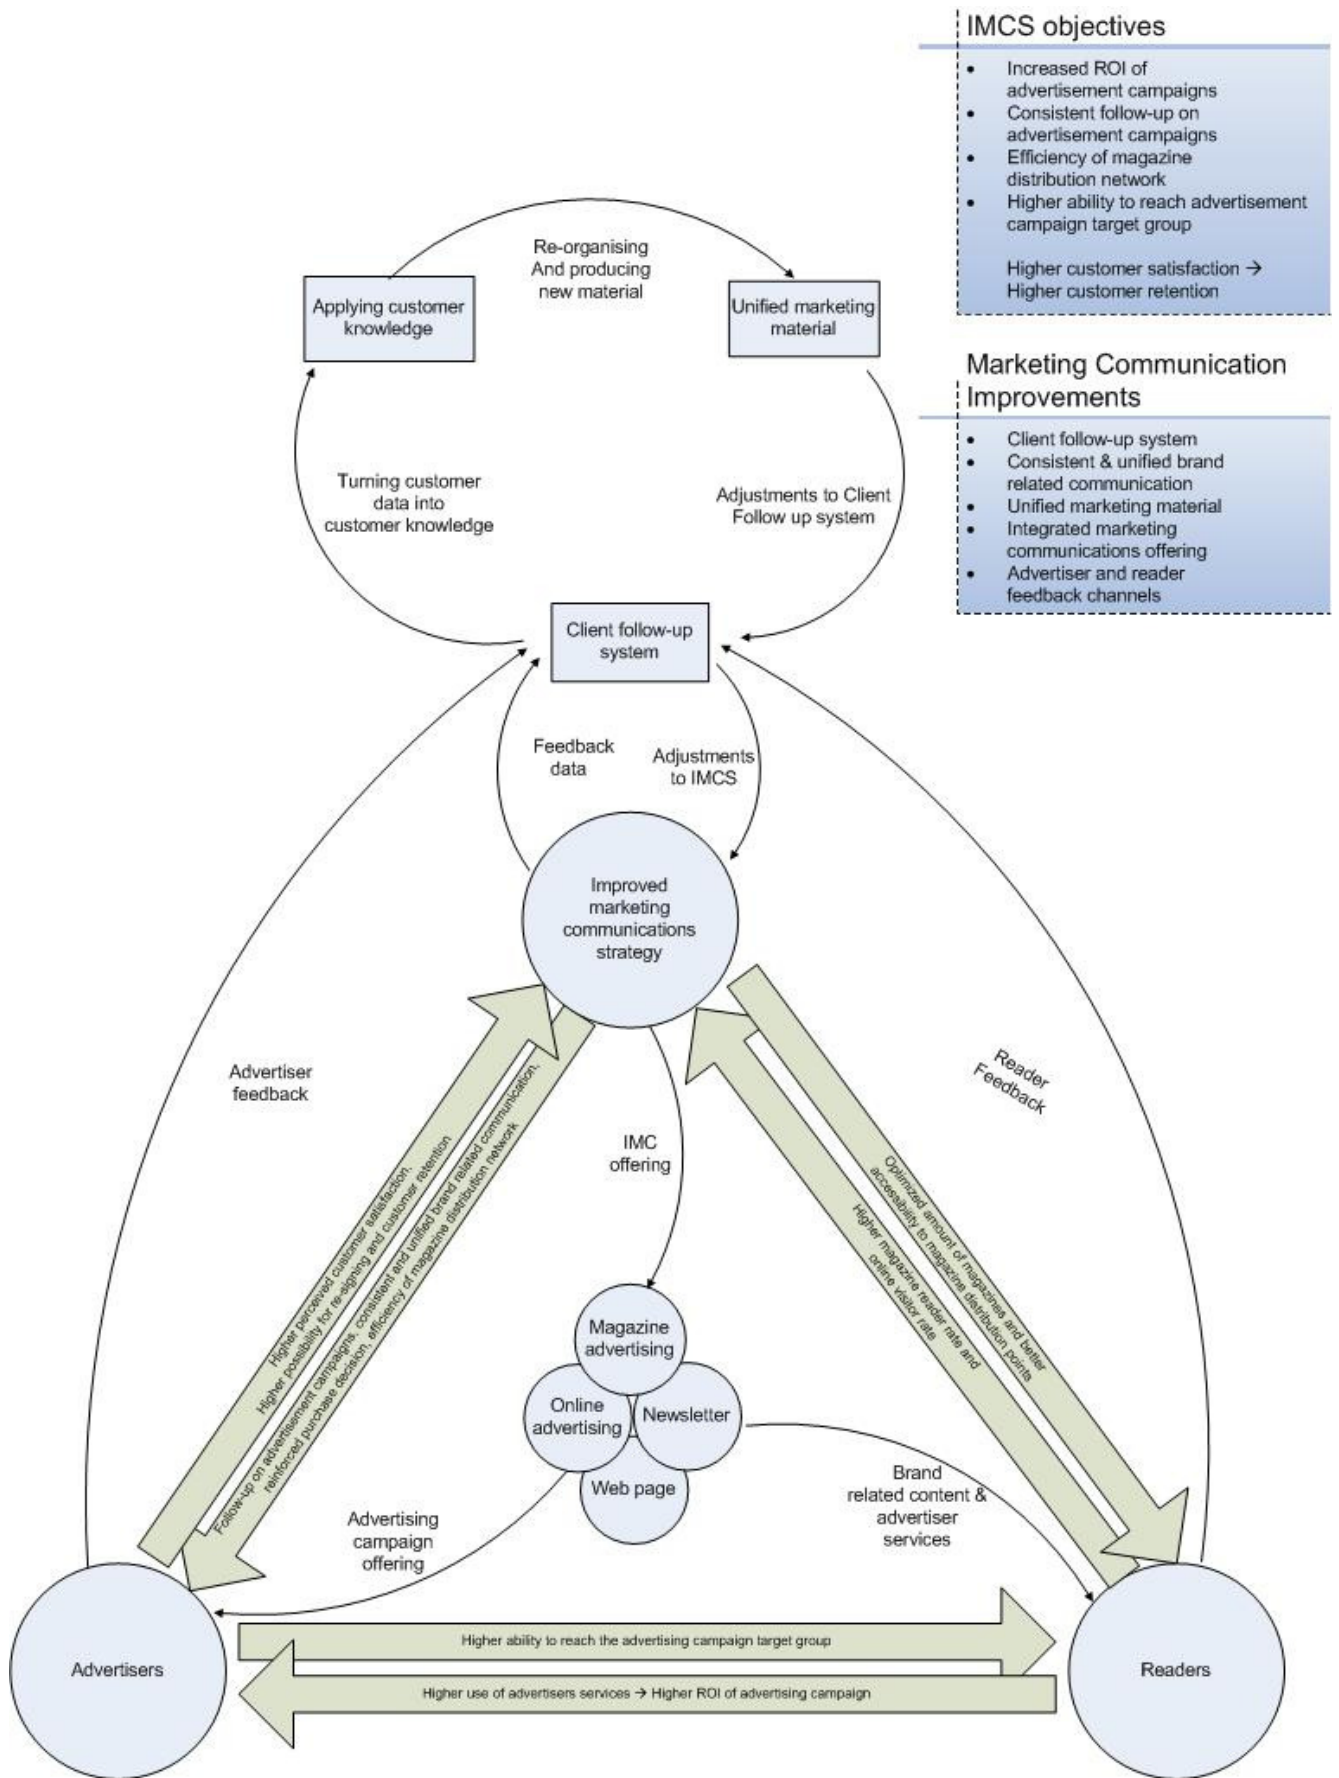 IMCS objectives
• Increased ROI of
advertisement campaigns
• Consistent follow-up on
advertisement campaigns
• Efficiency of magazine
distribution network
• Higher ability to reach advertisement
campaign target group
Higher customer satisfaction →
Higher customer retention
Marketing Communication
Improvements
• Client follow-up system
• Consistent & unified brand
related communication
• Unified marketing material
• Integrated marketing
communications offering
• Advertiser and reader
feedback channels
Re-organising
And producing
new material
Applying customer
knowledge
Unified marketing
material
Turning customer
data into
customer knowledge
Adjustments to Client
Follow up system
Client follow-up
system
Feedback
data
Adjustments
to IMCS
Improved
marketing
communications
strategy
Advertiser
feedback
Reader
Feedback
IMC
offering
Higher perceived customer satisfaction,
Higher possibility for re-signing and customer retention
Follow-up on advertisement campaigns, consistent and unified brand related communication,
reinforced purchase decision, efficiency of magazine distribution network
Optimized amount of magazines and better
accessibility to magazine distribution points
Higher magazine reader rate and
online visitor rate
Magazine
advertising
Online
advertising
Newsletter
Web page
Advertising
campaign
offering
Brand
related content &
advertiser
services
Advertisers
Higher ability to reach the advertising campaign target group
Higher use of advertisers services → Higher ROI of advertising campaign
Readers